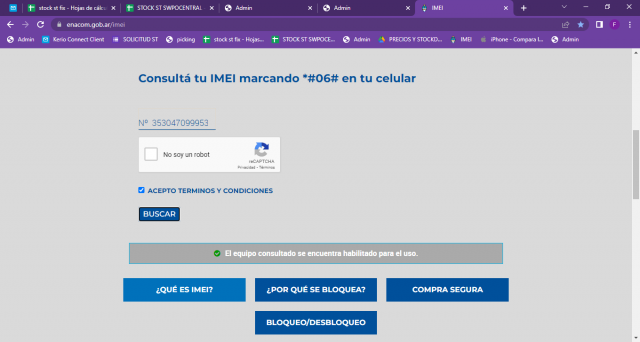 stock st fix - Hojas de cálc
STOCK ST SWPOCENTRAL
Admin
Admin
IMEI
enacom.gob.ar/imei
Admin
Kerio Connect Client
SOLICITUD ST
picking
stock st fix - Hojas...
STOCK ST SWPOCE...
Admin
PRECIOS Y STOCKD...
IMEI
iPhone - Compara l...
Admin
Consultá tu IMEI marcando *#06# en tu celular
Nº 353047099953
No soy un robot
reCAPTCHA
Privacidad - Términos
ACEPTO TERMINOS Y CONDICIONES
BUSCAR
El equipo consultado se encuentra habilitado para el uso.
¿QUÉ ES IMEI?
¿POR QUÉ SE BLOQUEA?
COMPRA SEGURA
BLOQUEO/DESBLOQUEO